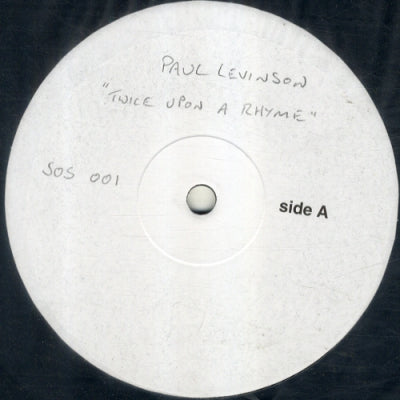 PAUL LEVINSON
"TWICE UPON A RHYME"
SOS 001
side A